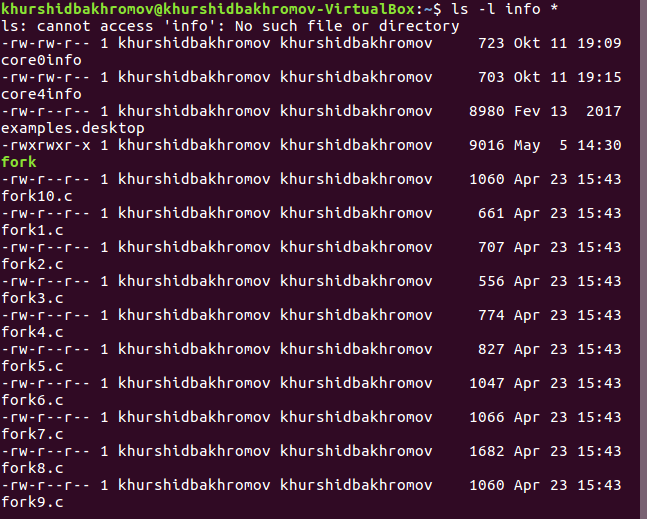 khurshidbakhromov@khurshidbakhromov-VirtualBox:~$ ls -l info *
ls: cannot access 'info': No such file or directory
-rw-rw-r-- 1 khurshidbakhromov khurshidbakhromov     723 Okt 11 19:09
core0info
-rw-rw-r-- 1 khurshidbakhromov khurshidbakhromov     703 Okt 11 19:15
core4info
-rw-r--r-- 1 khurshidbakhromov khurshidbakhromov    8980 Fev 13  2017
examples.desktop
-rwxrwxr-x 1 khurshidbakhromov khurshidbakhromov    9016 May  5 14:30
fork
-rw-r--r-- 1 khurshidbakhromov khurshidbakhromov    1060 Apr 23 15:43
fork10.c
-rw-r--r-- 1 khurshidbakhromov khurshidbakhromov     661 Apr 23 15:43
fork1.c
-rw-r--r-- 1 khurshidbakhromov khurshidbakhromov     707 Apr 23 15:43
fork2.c
-rw-r--r-- 1 khurshidbakhromov khurshidbakhromov     556 Apr 23 15:43
fork3.c
-rw-r--r-- 1 khurshidbakhromov khurshidbakhromov     774 Apr 23 15:43
fork4.c
-rw-r--r-- 1 khurshidbakhromov khurshidbakhromov     827 Apr 23 15:43
fork5.c
-rw-r--r-- 1 khurshidbakhromov khurshidbakhromov    1047 Apr 23 15:43
fork6.c
-rw-r--r-- 1 khurshidbakhromov khurshidbakhromov    1066 Apr 23 15:43
fork7.c
-rw-r--r-- 1 khurshidbakhromov khurshidbakhromov    1682 Apr 23 15:43
fork8.c
-rw-r--r-- 1 khurshidbakhromov khurshidbakhromov    1060 Apr 23 15:43
fork9.c